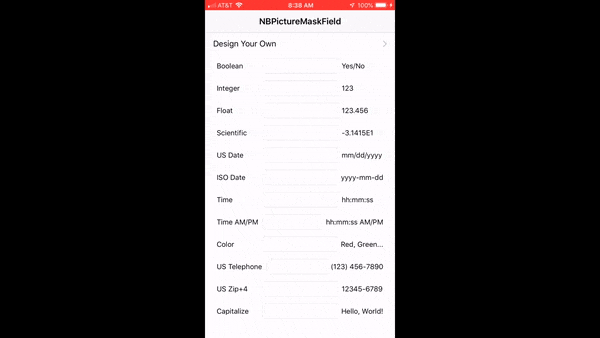 AT&T 8:38 AM 100%
NBPictureMaskField
Design Your Own
Boolean Yes/No
Integer 123
Float 123.456
Scientific -3.1415E1
US Date mm/dd/yyyy
ISO Date yyyy-mm-dd
Time hh:mm:ss
Time AM/PM hh:mm:ss AM/PM
Color Red, Green...
US Telephone (123) 456-7890
US Zip+4 12345-6789
Capitalize Hello, World!